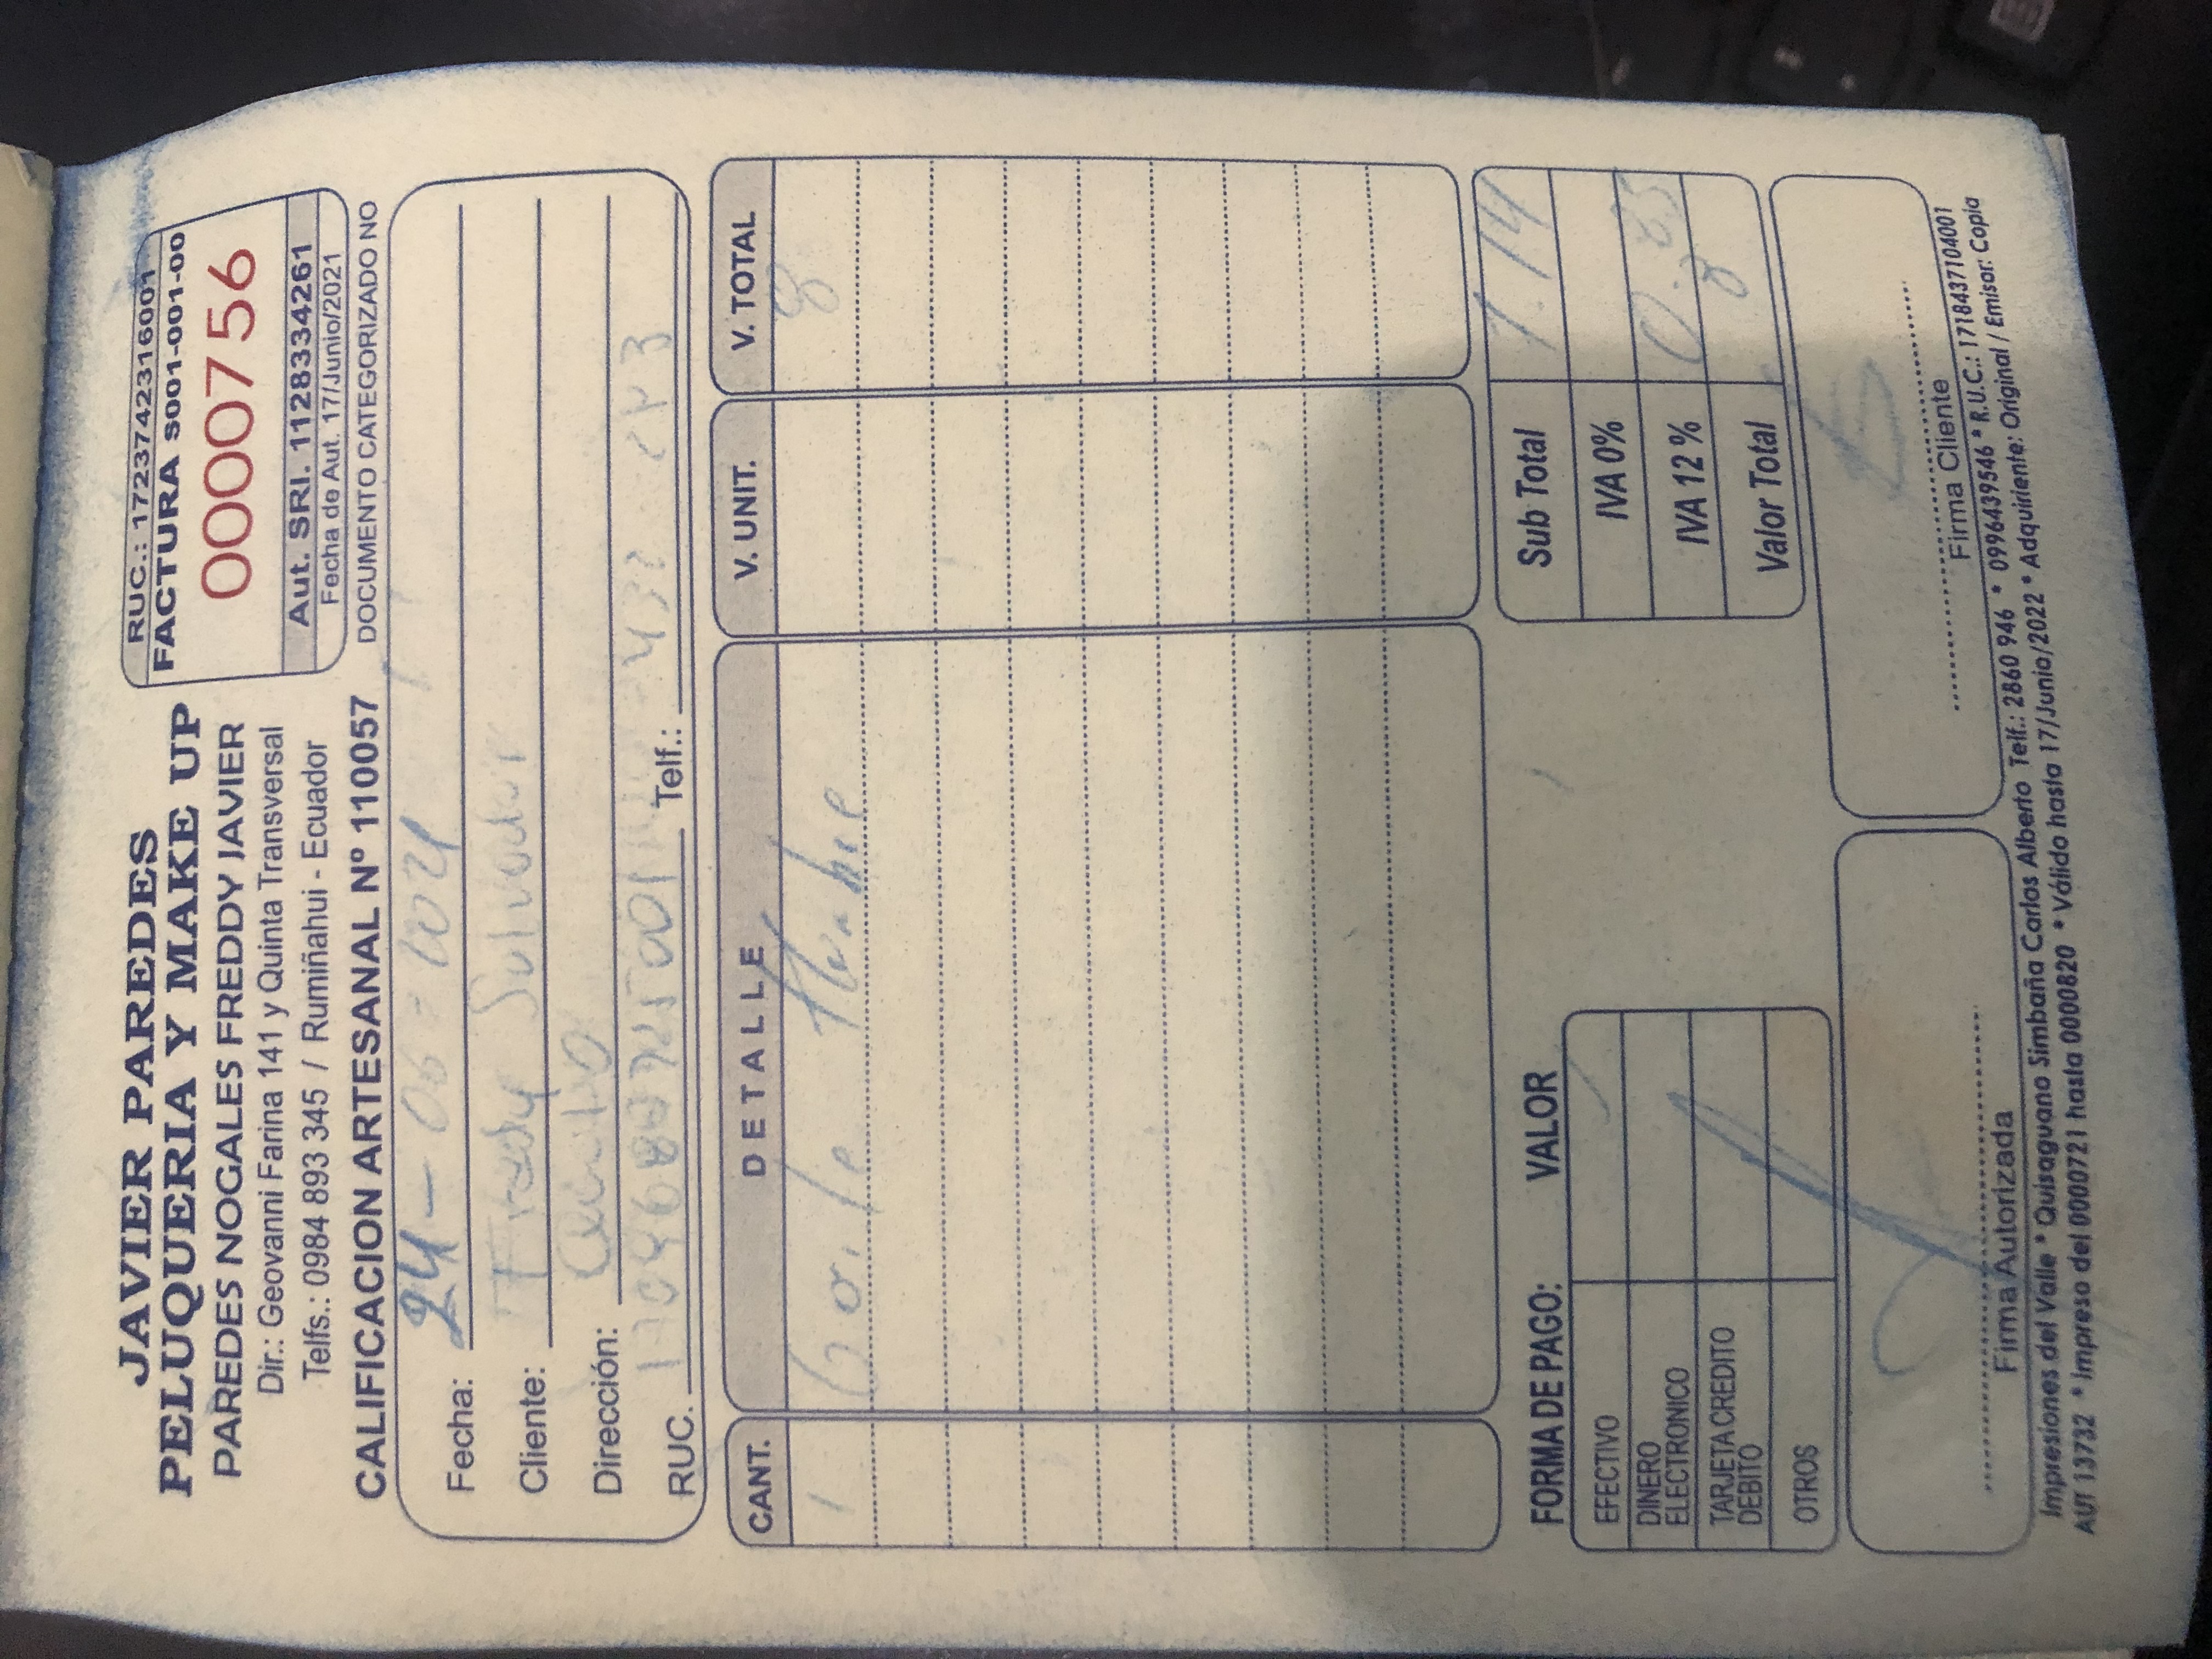 JAVIER PAREDES
PELUQUERIA Y MAKE UP
PAREDES NOGALES FREDDY JAVIER
Dir.: Geovanni Farina 141 y Quinta Transversal
Telfs.: 0984 893 345 / Rumiñahui - Ecuador
CALIFICACION ARTESANAL Nº 110057
RUC.: 1723742316001
FACTURA S001-001-00
0000756
Aut. SRI. 1128334261
Fecha de Aut. 17/Junio/2021
DOCUMENTO CATEGORIZADO NO
Fecha: 24-06-2021
Cliente: Fredy Salvador
Dirección: Quito
RUC. Telf.:
CANT. DETALLE V. UNIT. V. TOTAL
1 Corte 8
FORMA DE PAGO: VALOR
EFECTIVO
DINERO
ELECTRONICO
TARJETA CREDITO
DEBITO
OTROS
Sub Total 7.14
IVA 0%
IVA 12 % 0.85
Valor Total 8
Firma Autorizada
Firma Cliente
Impresiones del Valle * Quisaguano Simbaña Carlos Alberto Telf.: 2860 946 * 0996439546 * R.U.C.: 1718437104001
AUT 13732 * Impreso del 0000721 hasta 0000820 * Válido hasta 17/Junio/2022 * Adquiriente: Original / Emisor: Copia